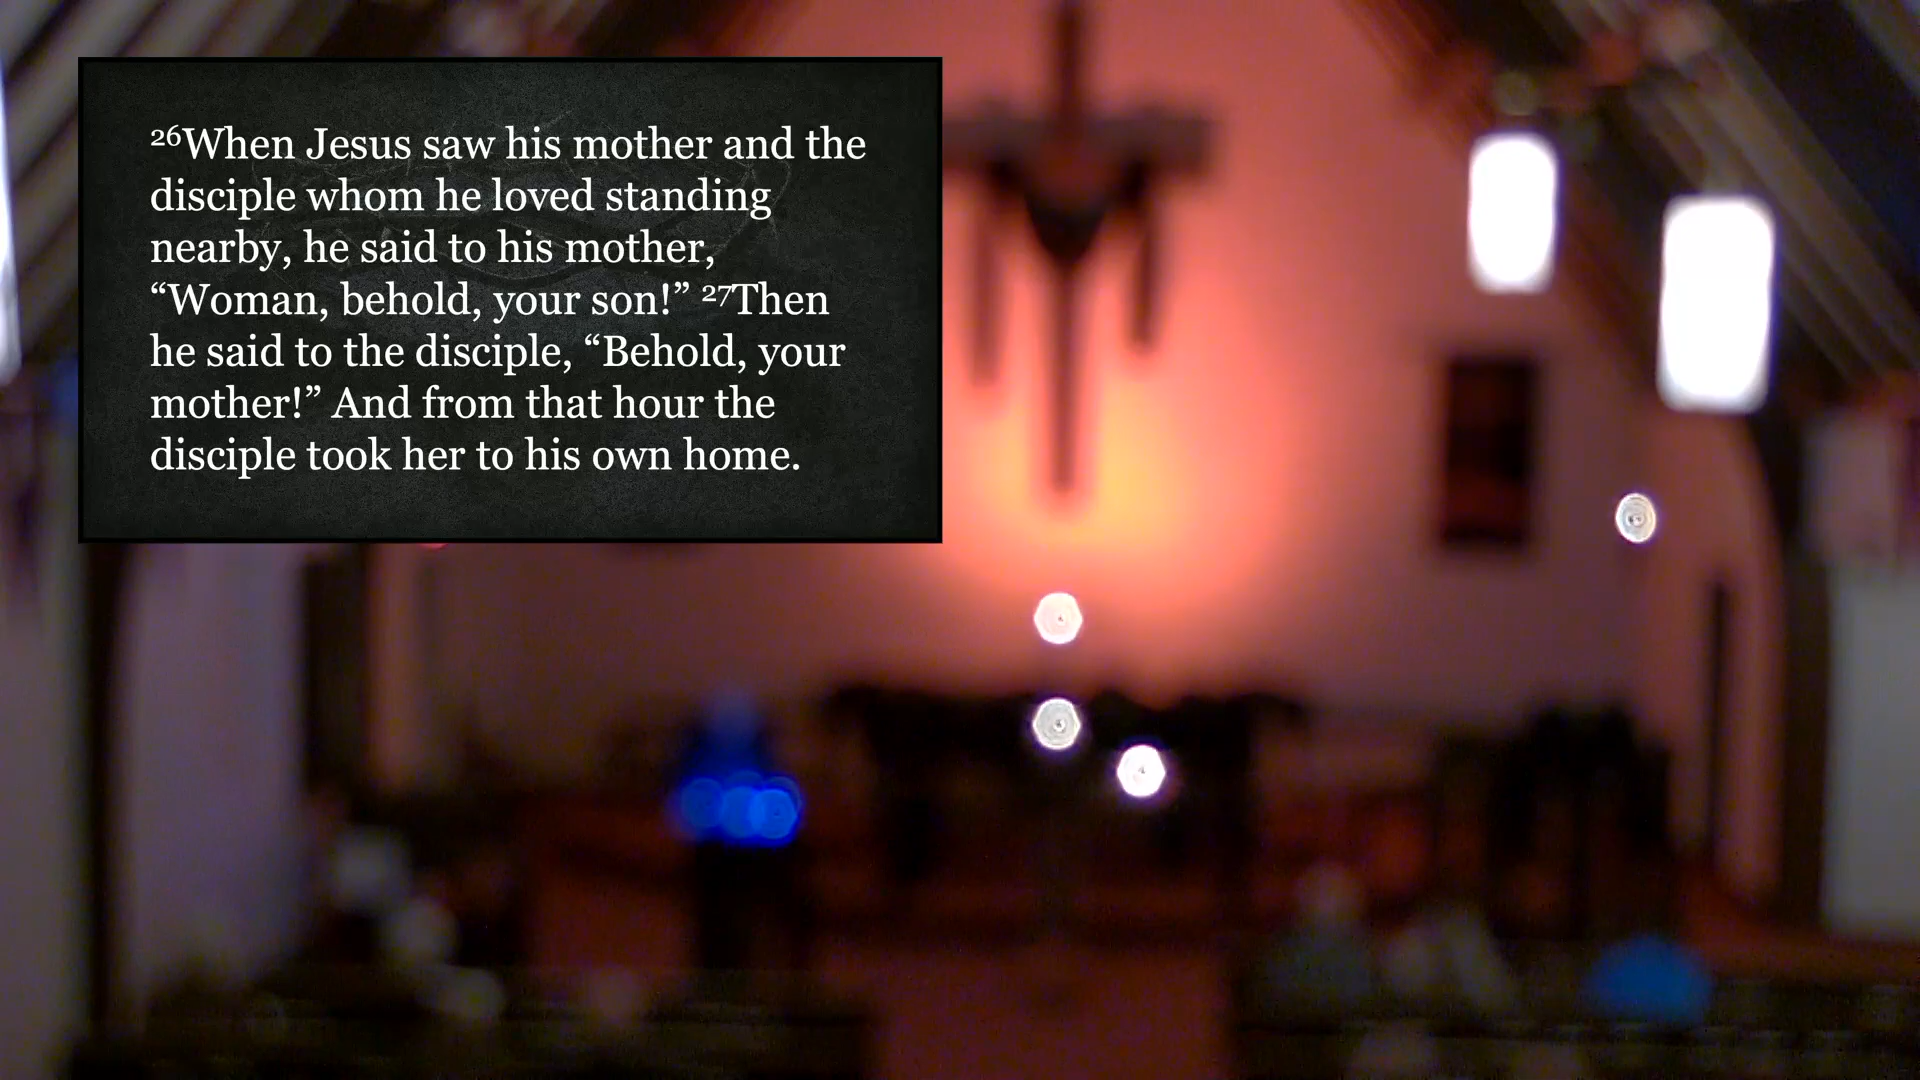 ²⁶When Jesus saw his mother and the
disciple whom he loved standing
nearby, he said to his mother,
“Woman, behold, your son!” ²⁷Then
he said to the disciple, “Behold, your
mother!” And from that hour the
disciple took her to his own home.